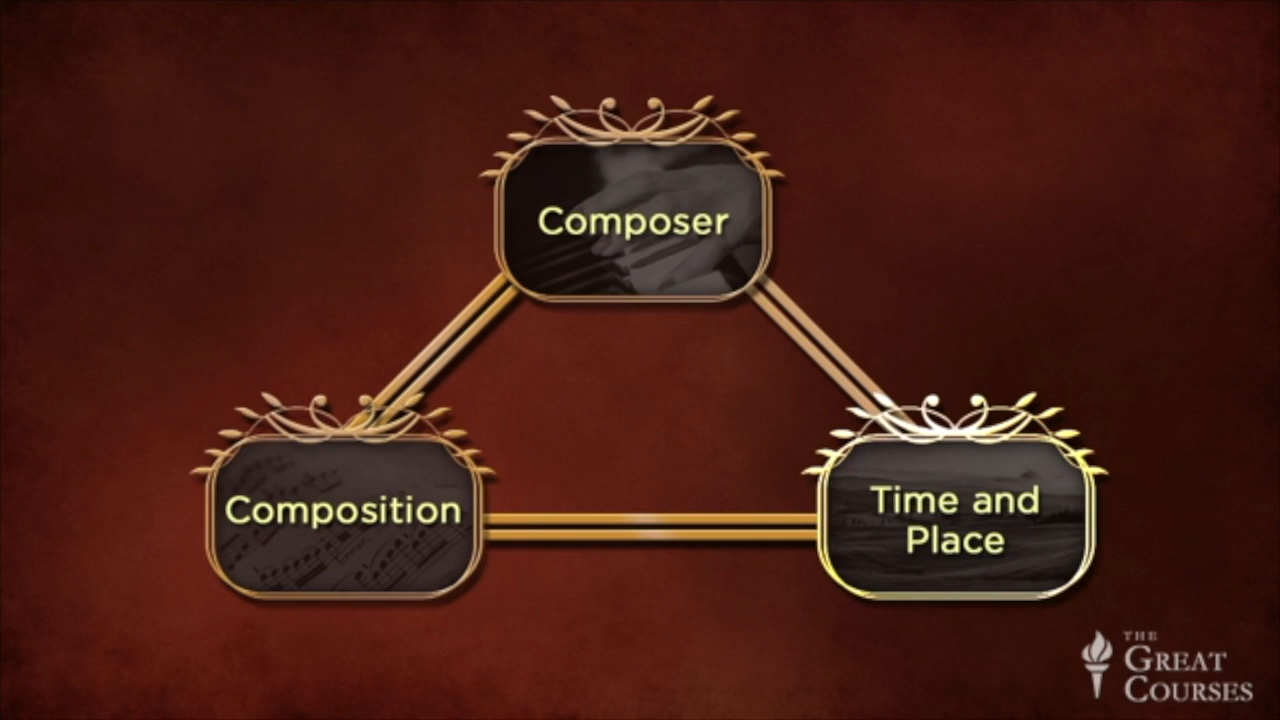 Composer
Composition
Time and
Place
THE
GREAT
COURSES